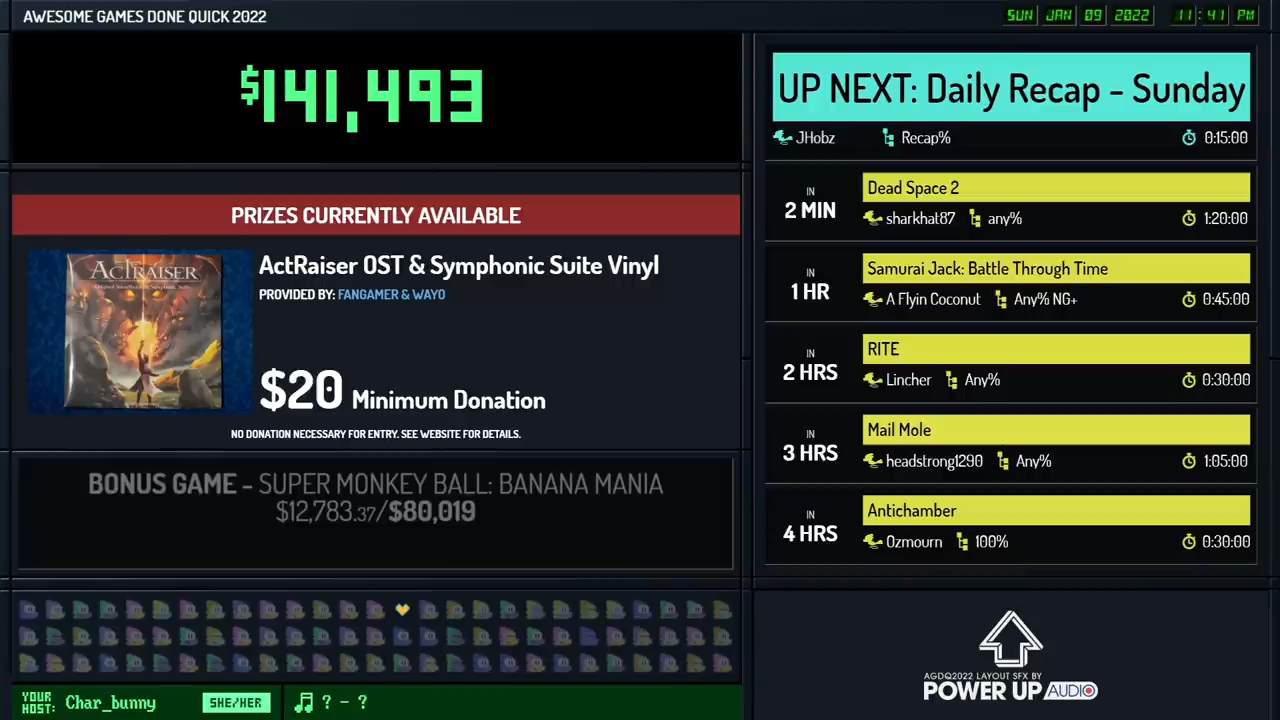 AWESOME GAMES DONE QUICK 2022
SUN JAN 09 2022 11:41 PM
$141,493
PRIZES CURRENTLY AVAILABLE
ACTRAISER
ActRaiser OST & Symphonic Suite Vinyl
PROVIDED BY: FANGAMER & WAYO
$20 Minimum Donation
NO DONATION NECESSARY FOR ENTRY. SEE WEBSITE FOR DETAILS.
BONUS GAME – SUPER MONKEY BALL: BANANA MANIA
$12,783.37/$80,019
YOUR HOST: Char_bunny SHE/HER ? - ?
UP NEXT: Daily Recap - Sunday
JHobz Recap% 0:15:00
IN 2 MIN
Dead Space 2
sharkhat87 any% 1:20:00
IN 1 HR
Samurai Jack: Battle Through Time
A Flyin Coconut Any% NG+ 0:45:00
IN 2 HRS
RITE
Lincher Any% 0:30:00
IN 3 HRS
Mail Mole
headstrong1290 Any% 1:05:00
IN 4 HRS
Antichamber
Ozmourn 100% 0:30:00
AGDQ2022 LAYOUT SFX BY
POWER UP AUDIO